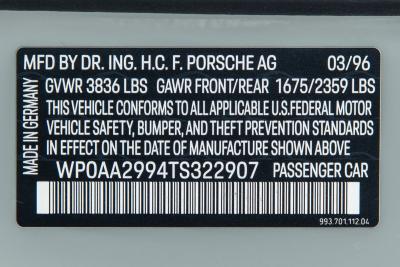 MFD BY DR. ING. H.C. F. PORSCHE AG 03/96
GVWR 3836 LBS GAWR FRONT/REAR 1675/2359 LBS
THIS VEHICLE CONFORMS TO ALL APPLICABLE U.S.FEDERAL MOTOR
VEHICLE SAFETY, BUMPER, AND THEFT PREVENTION STANDARDS
IN EFFECT ON THE DATE OF MANUFACTURE SHOWN ABOVE.
MADE IN GERMANY
WP0AA2994TS322907 PASSENGER CAR
993.701.112.04